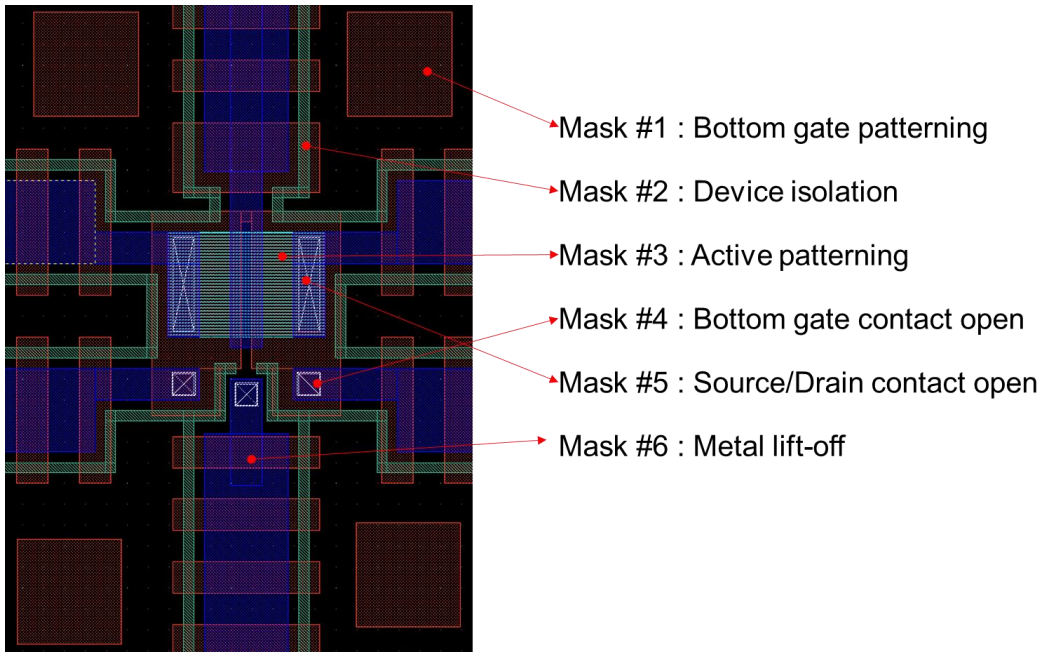 Mask #1 : Bottom gate patterning
Mask #2 : Device isolation
Mask #3 : Active patterning
Mask #4 : Bottom gate contact open
Mask #5 : Source/Drain contact open
Mask #6 : Metal lift-off